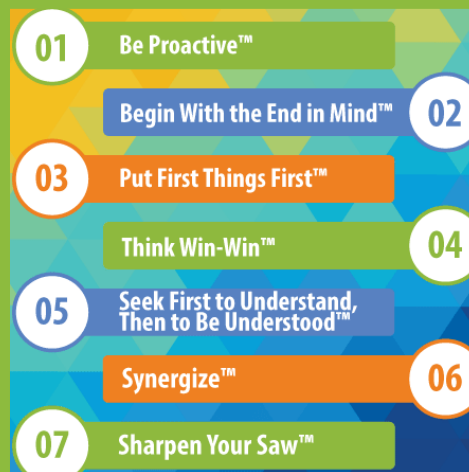 01 Be Proactive™
Begin With the End in Mind™ 02
03 Put First Things First™
Think Win-Win™ 04
05 Seek First to Understand,
Then to Be Understood™
Synergize™ 06
07 Sharpen Your Saw™